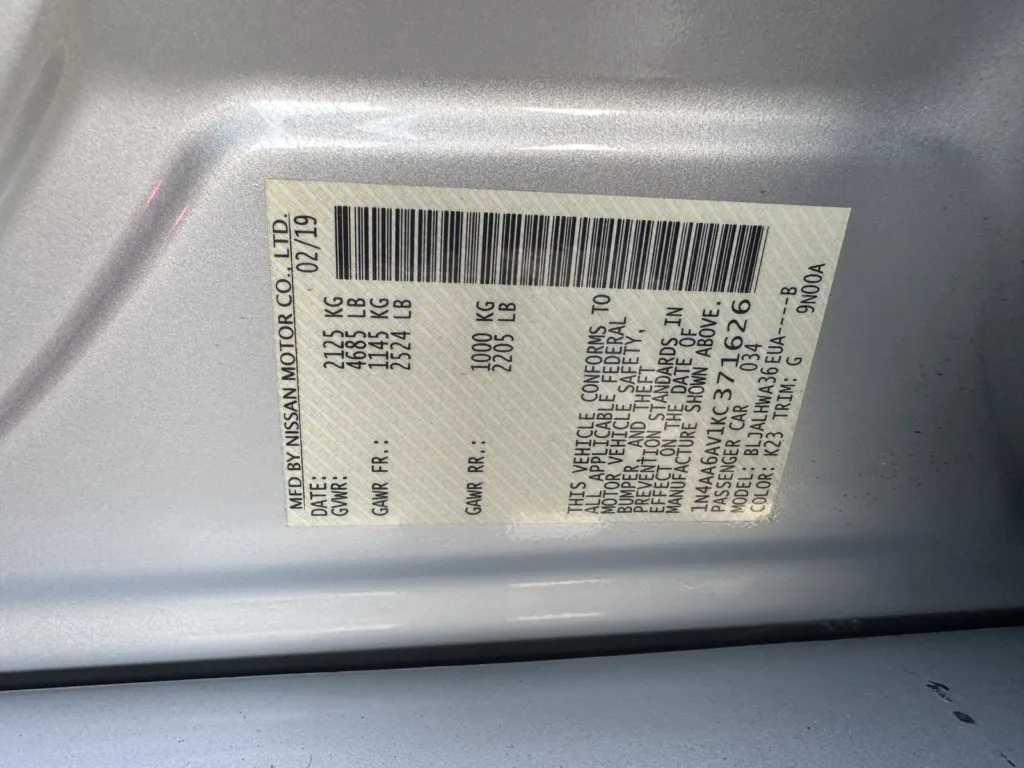 MFD BY NISSAN MOTOR CO., LTD.
DATE: 02/19
GVWR: 2125 KG
4685 LB
GAWR FR.: 1145 KG
2524 LB
GAWR RR.: 1000 KG
2205 LB
THIS VEHICLE CONFORMS TO
ALL APPLICABLE FEDERAL
MOTOR VEHICLE SAFETY,
BUMPER, AND THEFT
PREVENTION STANDARDS IN
EFFECT ON THE DATE OF
MANUFACTURE SHOWN ABOVE.
1N4AA6AV1KC371626
PASSENGER CAR 034
MODEL: BLJALHWA36EUA-----B
COLOR: K23 TRIM: G 9N00A